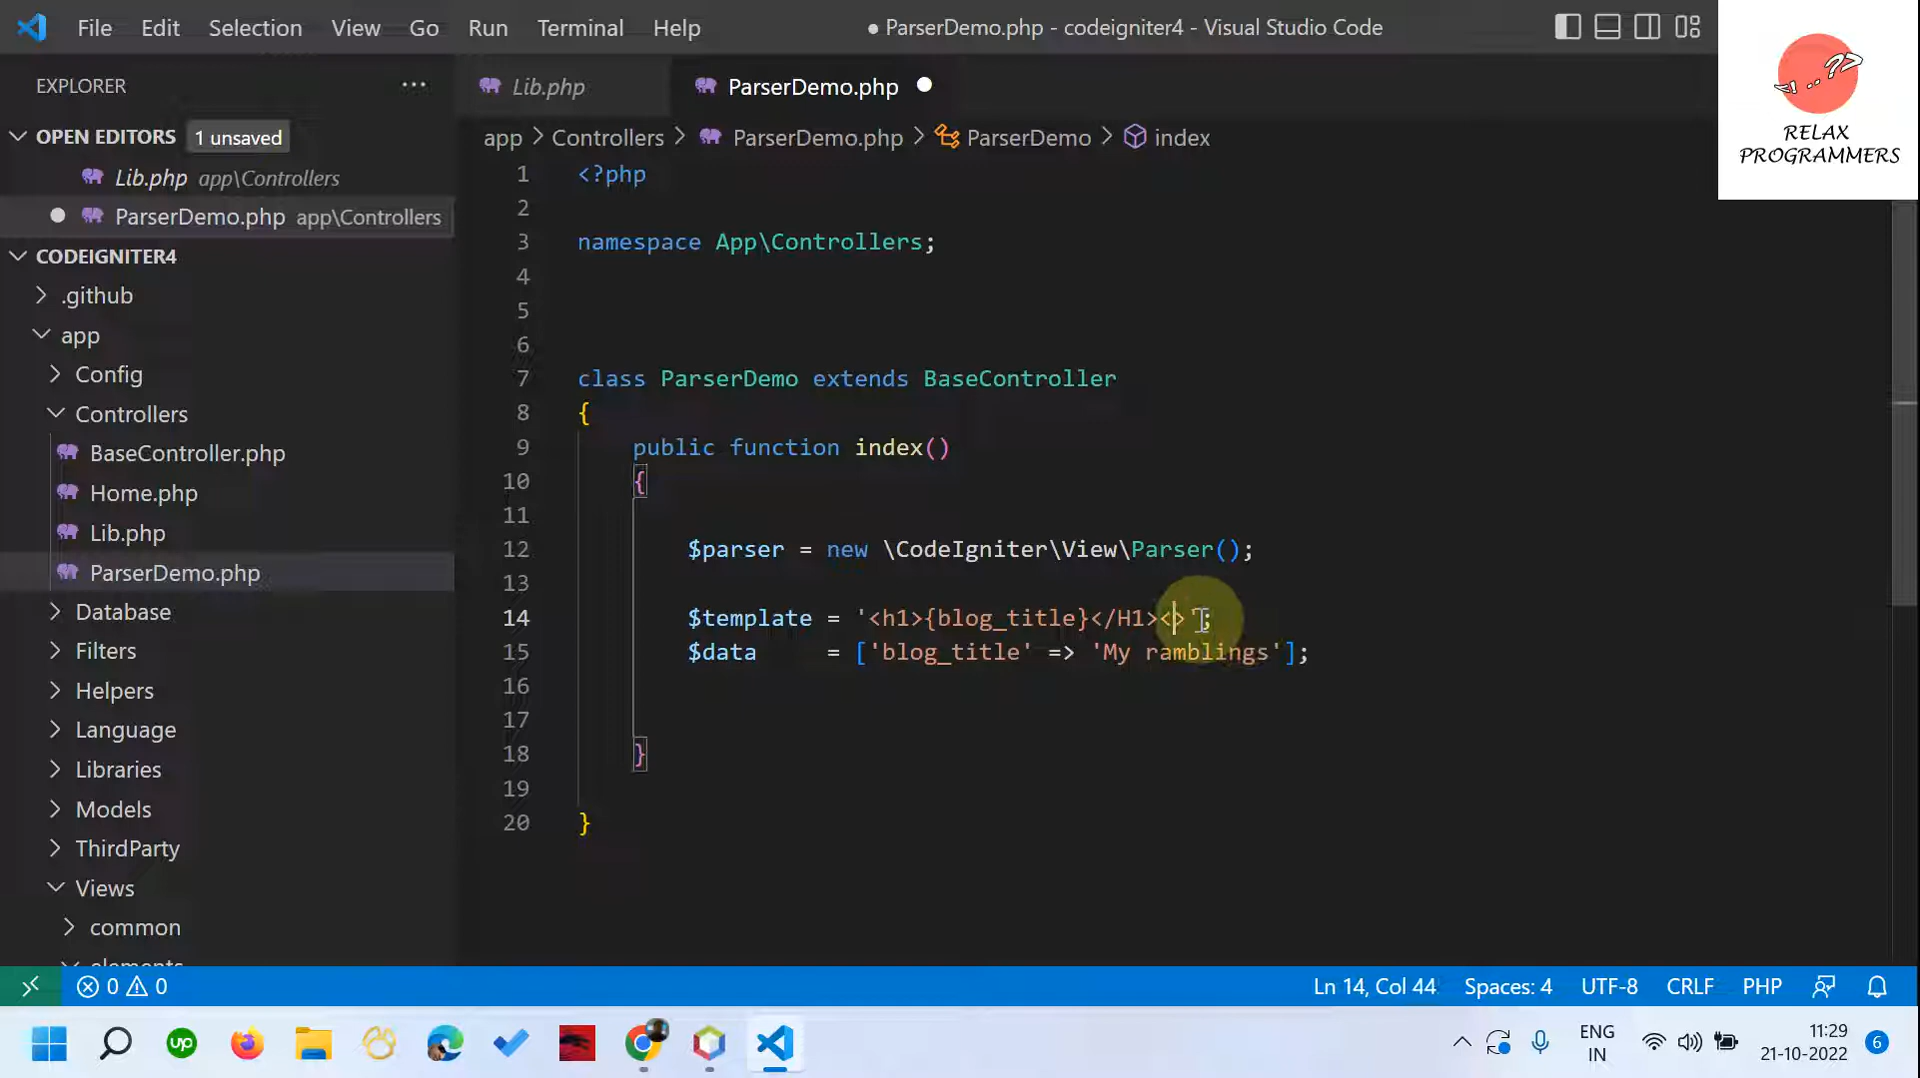 File Edit Selection View Go Run Terminal Help
● ParserDemo.php - codeigniter4 - Visual Studio Code
<! .. ??>
RELAX
PROGRAMMERS
EXPLORER ...
OPEN EDITORS 1 unsaved
Lib.php app\Controllers
ParserDemo.php app\Controllers
CODEIGNITER4
.github
app
Config
Controllers
BaseController.php
Home.php
Lib.php
ParserDemo.php
Database
Filters
Helpers
Language
Libraries
Models
ThirdParty
Views
common
elements
Lib.php
ParserDemo.php
app > Controllers > ParserDemo.php > ParserDemo > index
1 <?php
2
3 namespace App\Controllers;
4
5
6
7 class ParserDemo extends BaseController
8 {
9 public function index()
10 {
11
12 $parser = new \CodeIgniter\View\Parser();
13
14 $template = '<h1>{blog_title}</H1><>';
15 $data = ['blog_title' => 'My ramblings'];
16
17
18 }
19
20 }
0 0
Ln 14, Col 44 Spaces: 4 UTF-8 CRLF PHP
up
ENG
IN
11:29
21-10-2022
6